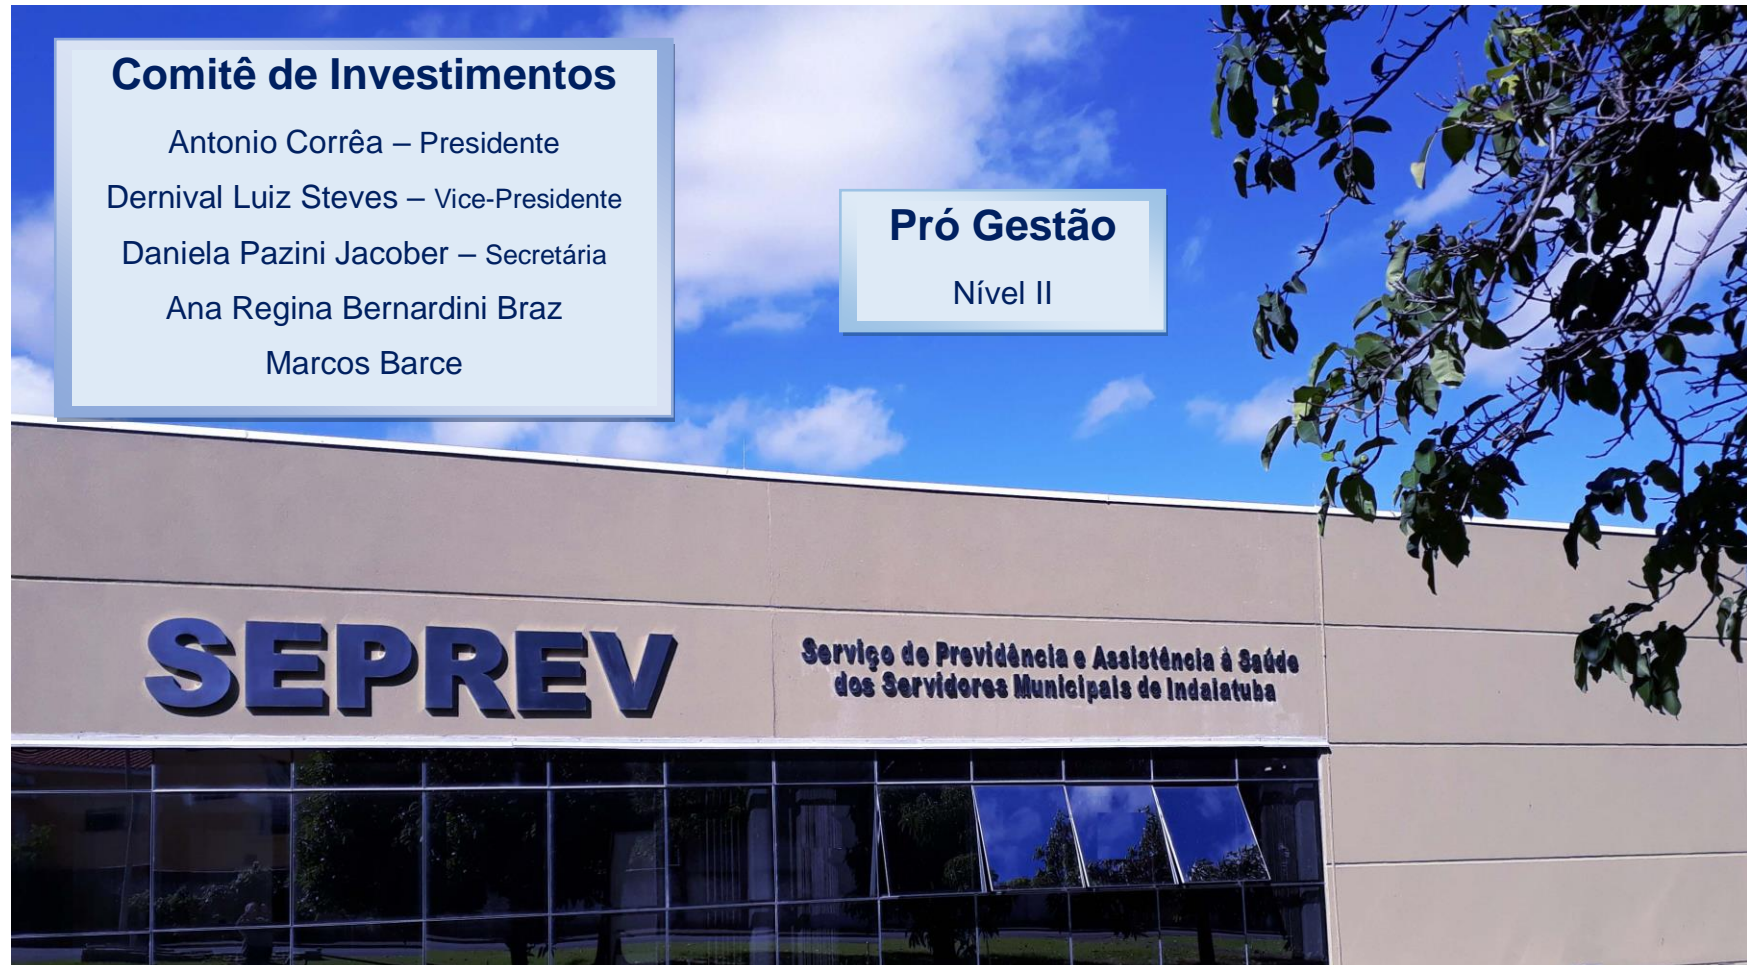 Comitê de Investimentos
Antonio Corrêa – Presidente
Dernival Luiz Steves – Vice-Presidente
Daniela Pazini Jacober – Secretária
Ana Regina Bernardini Braz
Marcos Barce
Pró Gestão
Nível II
SEPREV
Serviço de Previdência e Assistência à Saúde
dos Servidores Municipais de Indaiatuba